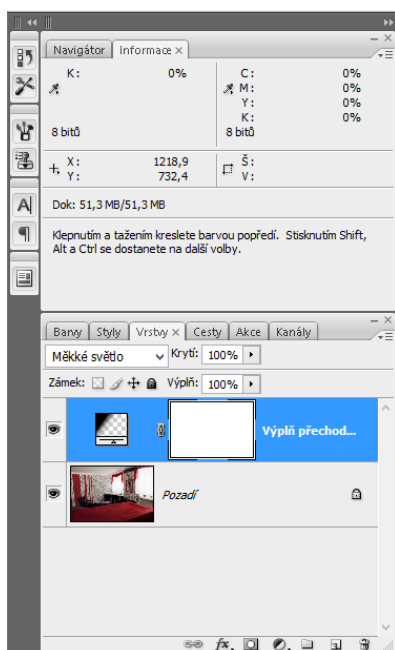 Navigátor Informace ×
K: 0% C: 0%
M: 0%
Y: 0%
K: 0%
8 bitů 8 bitů
X: 1218,9 Š:
Y: 732,4 V:
Dok: 51,3 MB/51,3 MB
Klepnutím a tažením kreslete barvou popředí. Stisknutím Shift,
Alt a Ctrl se dostanete na další
volby.
Barvy Styly Vrstvy × Cesty Akce Kanály
Měkké světlo Krytí: 100%
Zámek: Výplň: 100%
Výplň přechod...
Pozadí
fx.